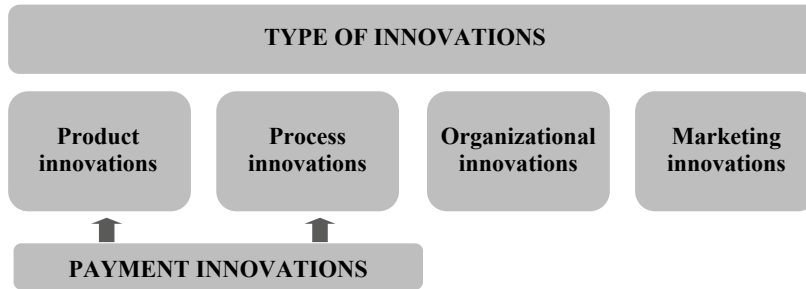 TYPE OF INNOVATIONS
Product
innovations
Process
innovations
Organizational
innovations
Marketing
innovations
PAYMENT INNOVATIONS